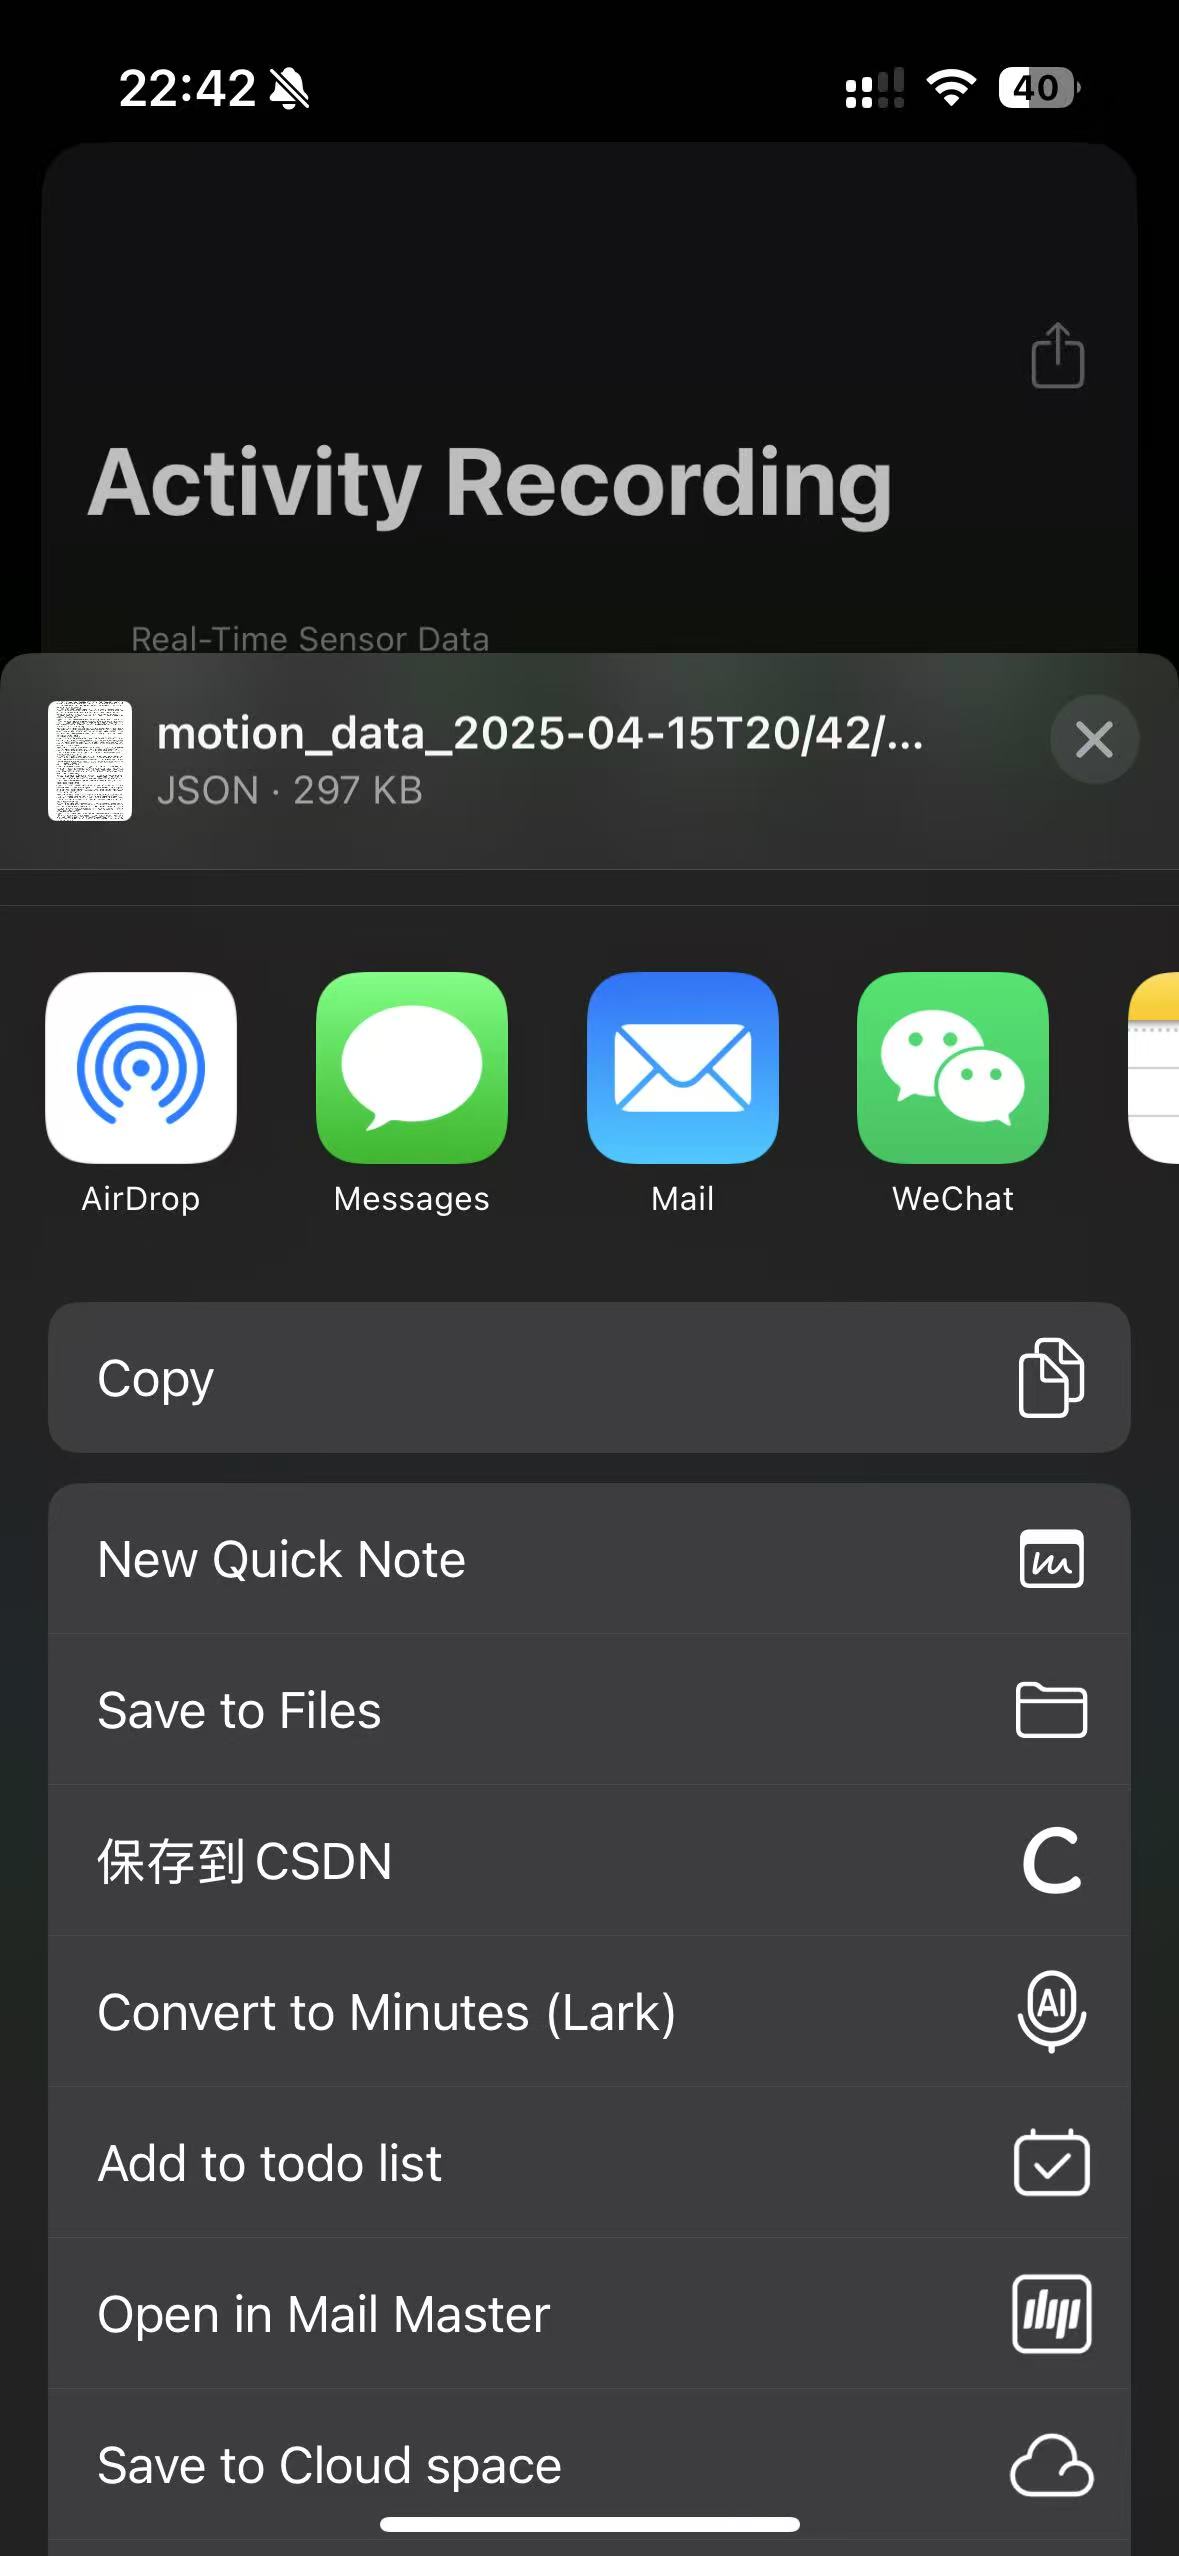 22:42
40
Activity Recording
Real-Time Sensor Data
motion_data_2025-04-15T20/42/...
JSON · 297 KB
AirDrop
Messages
Mail
WeChat
Copy
New Quick Note
Save to Files
保存到CSDN
Convert to Minutes (Lark)
AI
Add to todo list
Open in Mail Master
Save to Cloud space